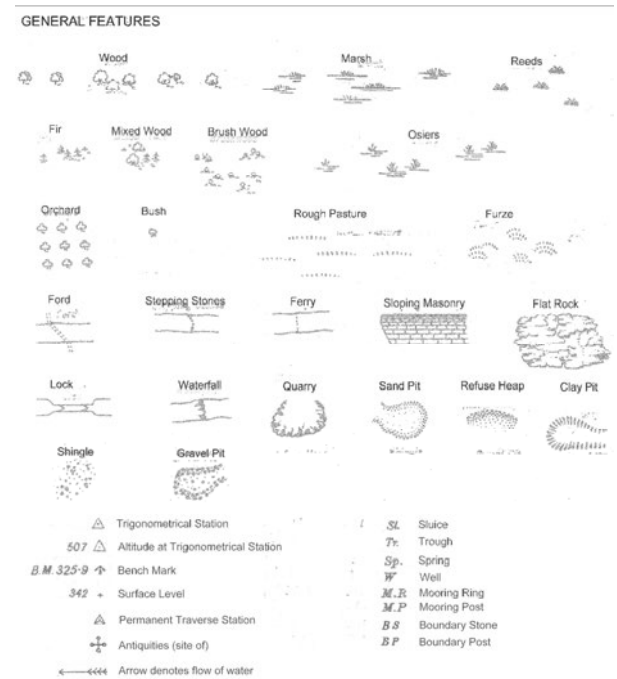 GENERAL FEATURES
Wood Marsh Reeds
Fir Mixed Wood Brush Wood Osiers
Orchard Bush Rough Pasture Furze
Ford Stepping Stones Ferry Sloping Masonry Flat Rock
Lock Waterfall Quarry Sand Pit Refuse Heap Clay Pit
Shingle Gravel Pit
Trigonometrical Station
507 Altitude at Trigonometrical Station
B.M. 325·9 Bench Mark
342 + Surface Level
Permanent Traverse Station
Antiquities (site of)
Arrow denotes flow of water
Sl. Sluice
Tr. Trough
Sp. Spring
W Well
M.R Mooring Ring
M.P Mooring Post
B S Boundary Stone
B P Boundary Post